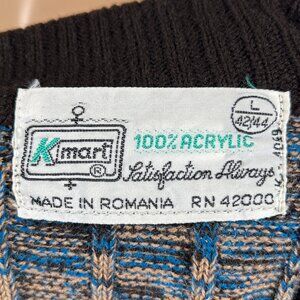 L
42/44
Kmart ®
100% ACRYLIC
Satisfaction Always
MADE IN ROMANIA RN 42000